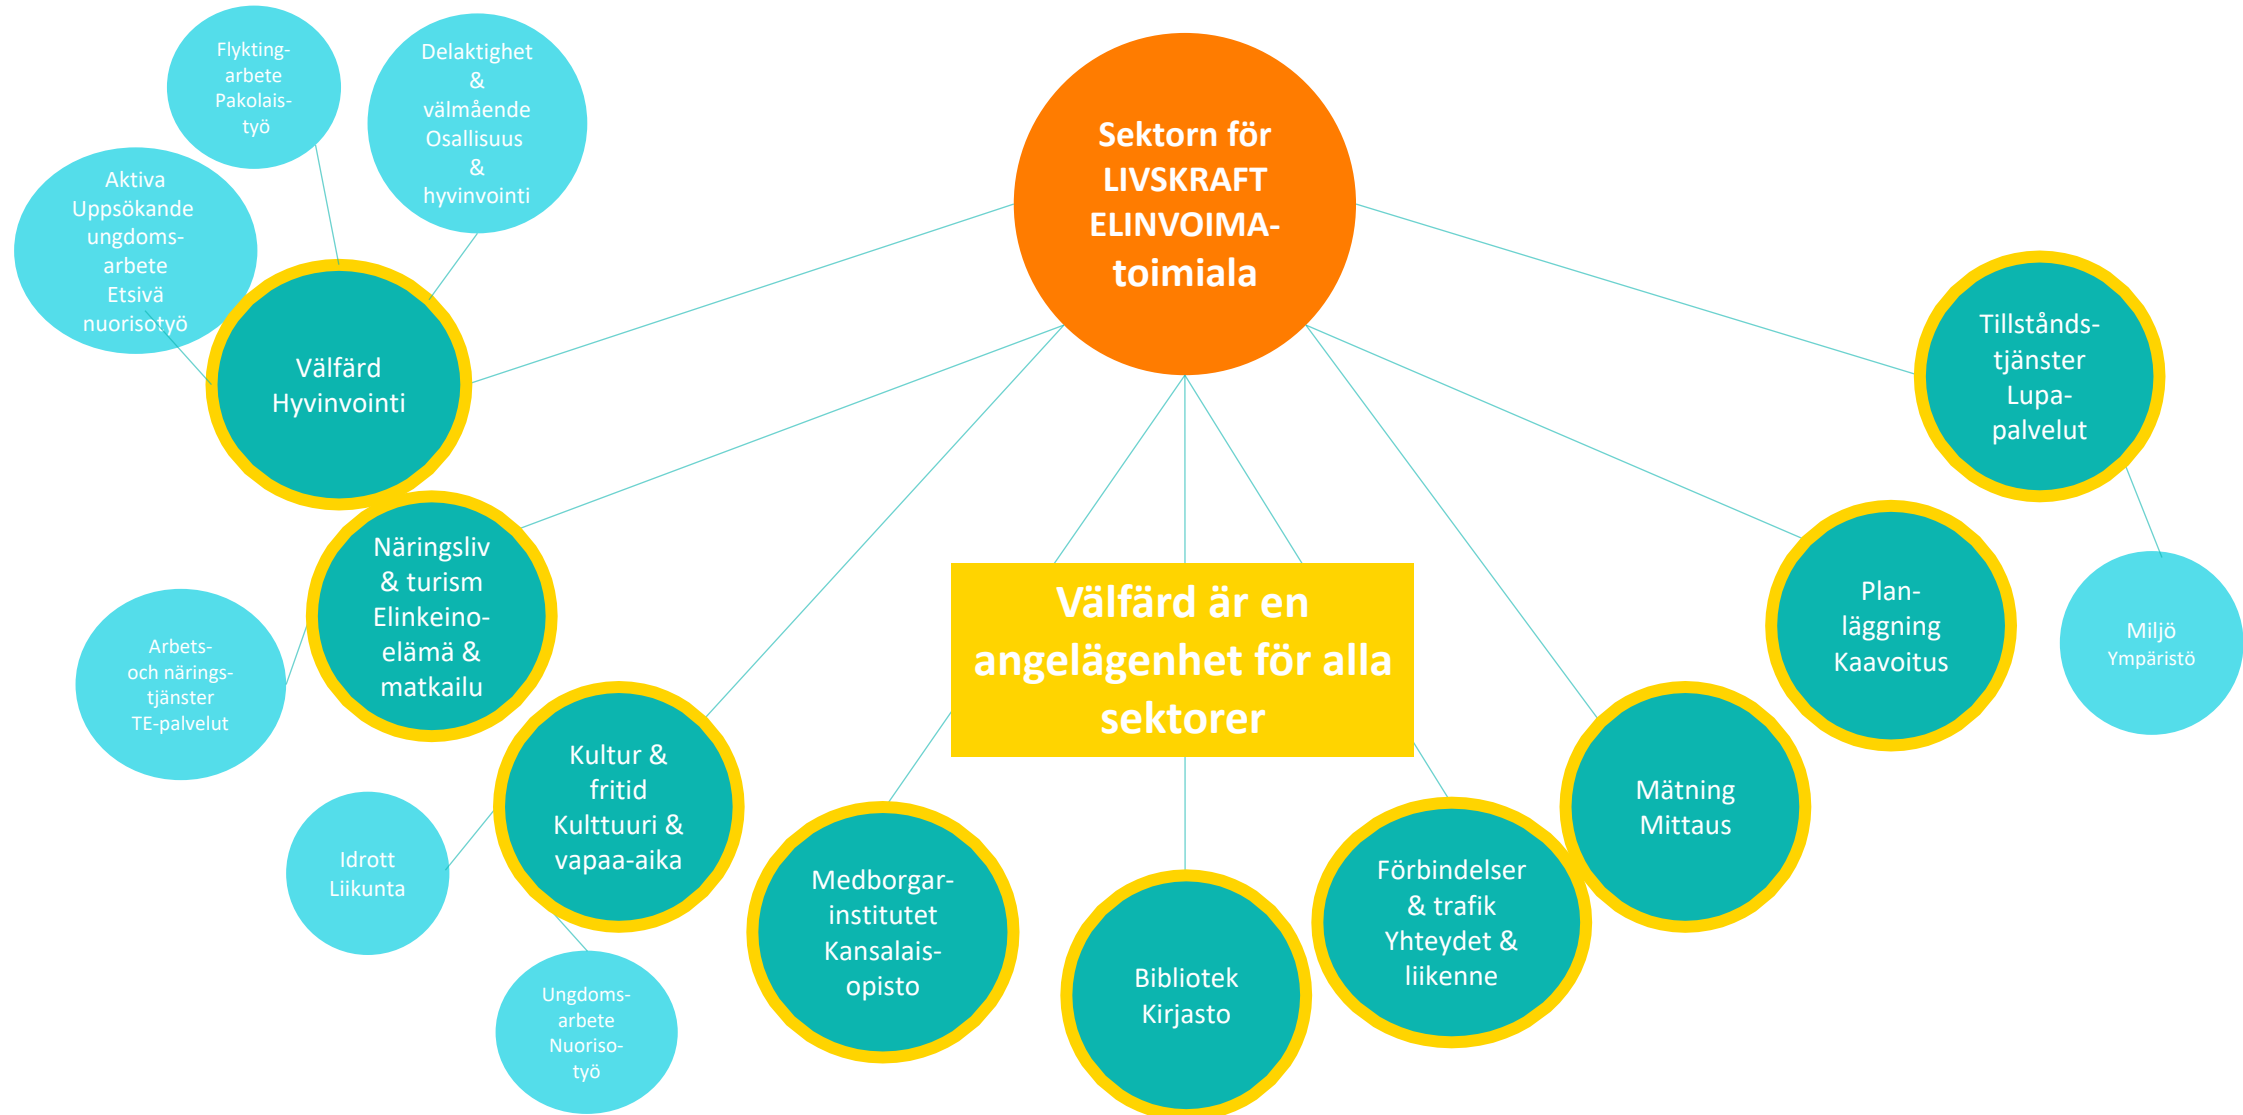 Flykting-
arbete
Pakolais-
työ
Delaktighet
&
välmående
Osallisuus
&
hyvinvointi
Aktiva
Uppsökande
ungdoms-
arbete
Etsivä
nuorisotyö
Välfärd
Hyvinvointi
Sektorn för
LIVSKRAFT
ELINVOIMA-
toimiala
Tillstånds-
tjänster
Lupa-
palvelut
Näringsliv
& turism
Elinkeino-
elämä &
matkailu
Arbets-
och närings-
tjänster
TE-palvelut
Välfärd är en
angelägenhet för alla
sektorer
Plan-
läggning
Kaavoitus
Miljö
Ympäristö
Kultur &
fritid
Kulttuuri &
vapaa-aika
Idrott
Liikunta
Ungdoms-
arbete
Nuoriso-
työ
Medborgar-
institutet
Kansalais-
opisto
Bibliotek
Kirjasto
Förbindelser
& trafik
Yhteydet &
liikenne
Mätning
Mittaus